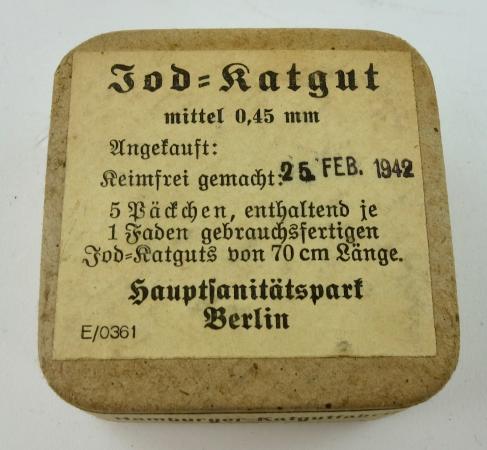 Jod-Katgut
mittel 0,45 mm
Angekauft:
Keimfrei gemacht: 25. FEB. 1942
5 Päckchen, enthaltend je
1 Faden gebrauchsfertigen
Jod-Katguts von 70 cm Länge.
Hauptsanitätspark
Berlin
E/0361
Hamburger